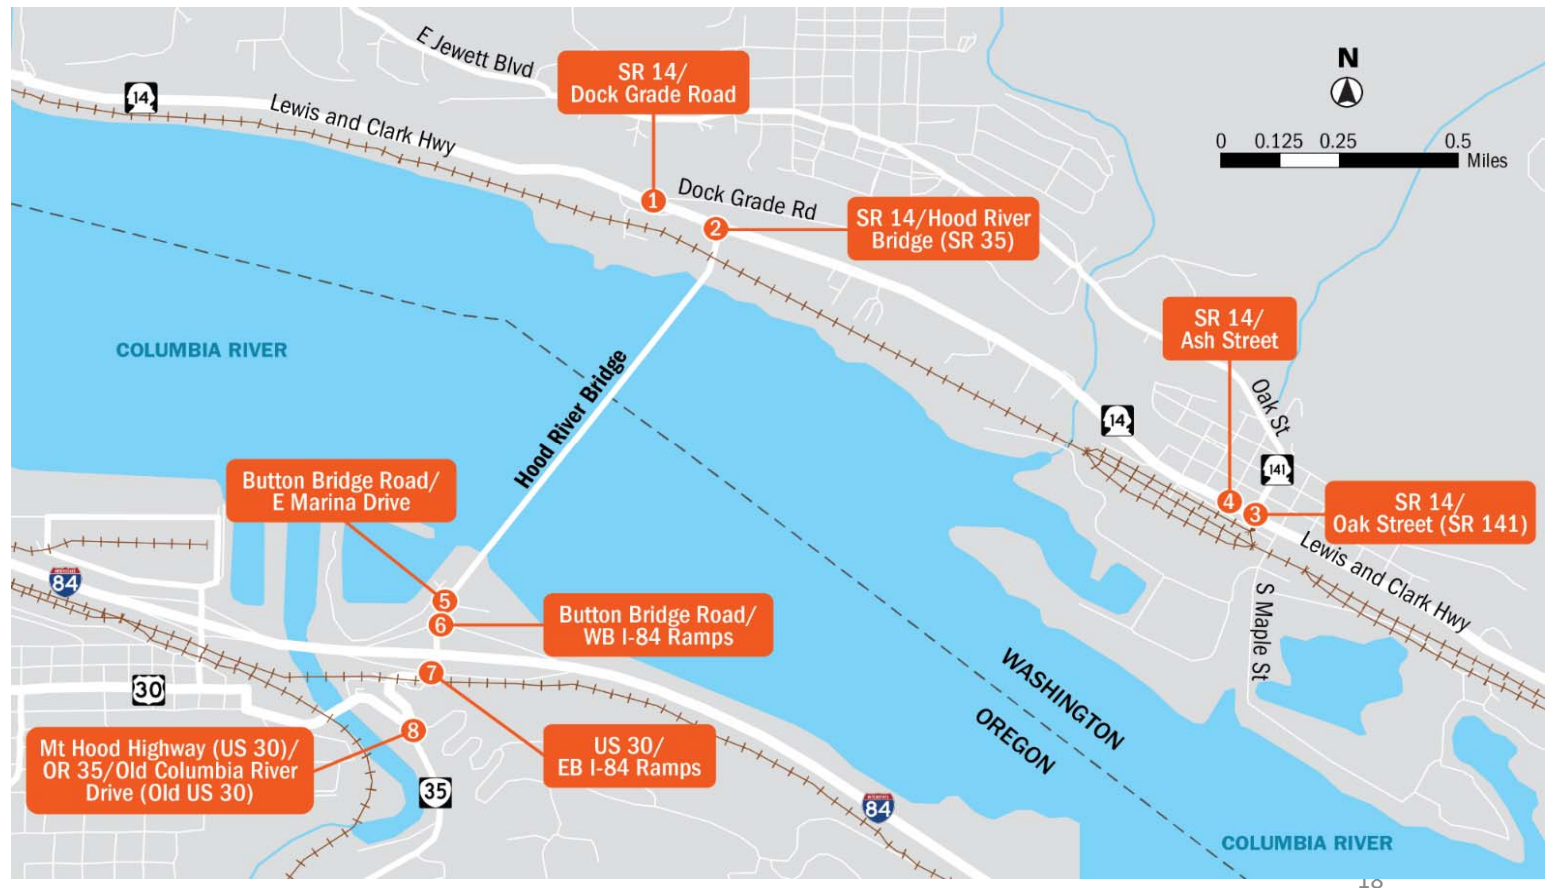 E Jewett Blvd
SR 14/
Dock Grade Road
N
0 0.125 0.25 0.5
Miles
14
Lewis and Clark Hwy
1
Dock Grade Rd
2
SR 14/Hood River
Bridge (SR 35)
COLUMBIA RIVER
Hood River Bridge
SR 14/
Ash Street
Oak St
14
141
4
3
SR 14/
Oak Street (SR 141)
Lewis and Clark Hwy
S Maple St
Button Bridge Road/
E Marina Drive
84
5
6
Button Bridge Road/
WB I-84 Ramps
7
30
8
Mt Hood Highway (US 30)/
OR 35/Old Columbia River
Drive (Old US 30)
US 30/
EB I-84 Ramps
35
84
WASHINGTON
OREGON
COLUMBIA RIVER
18